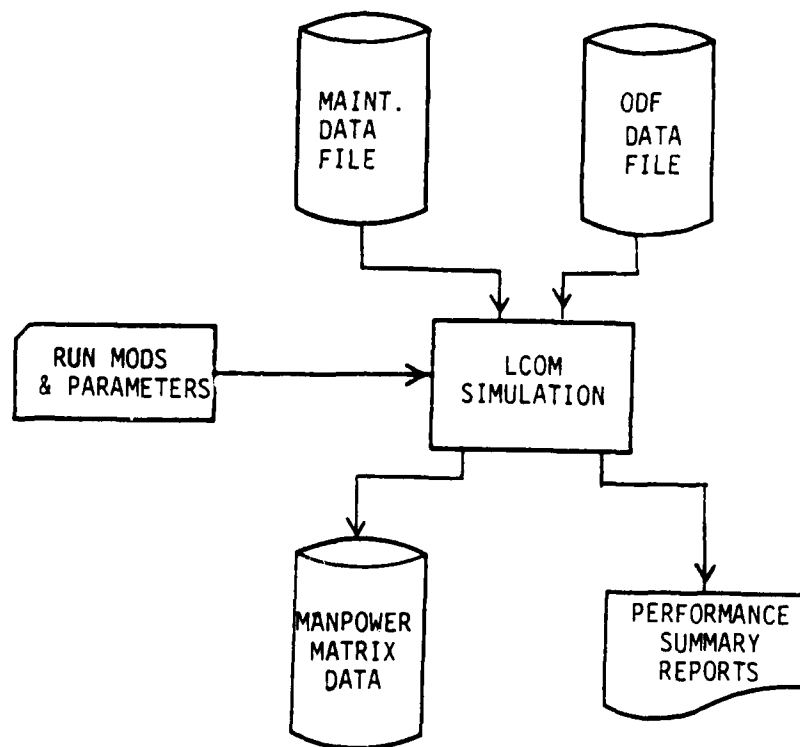 MAINT.
DATA
FILE
ODF
DATA
FILE
RUN MODS
& PARAMETERS
LCOM
SIMULATION
MANPOWER
MATRIX
DATA
PERFORMANCE
SUMMARY
REPORTS